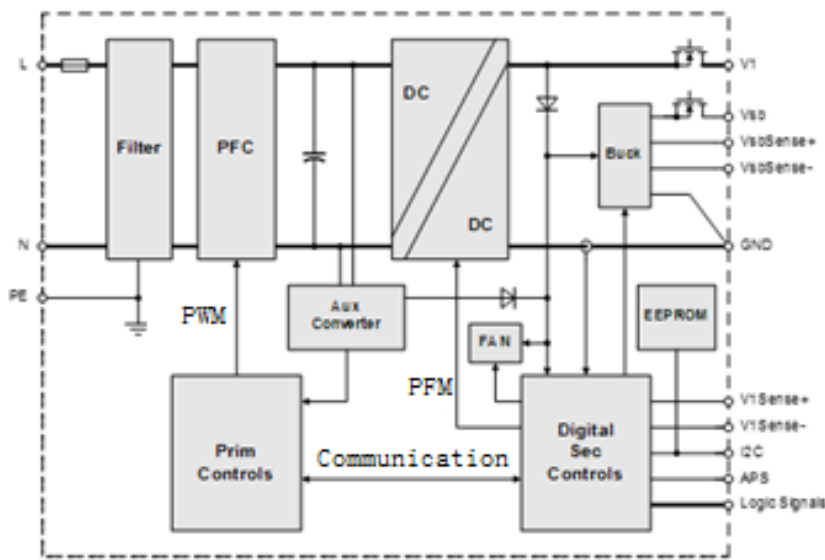 L
V1
DC
Vsb
Filter
PFC
Buck
VsbSense+
VsbSense-
DC
N
GND
PE
PWM
Aux
Converter
EEPROM
FAN
PFM
V1Sense+
V1Sense-
Prim
Controls
Communication
Digital
Sec
Controls
I2C
APS
Logic Signals